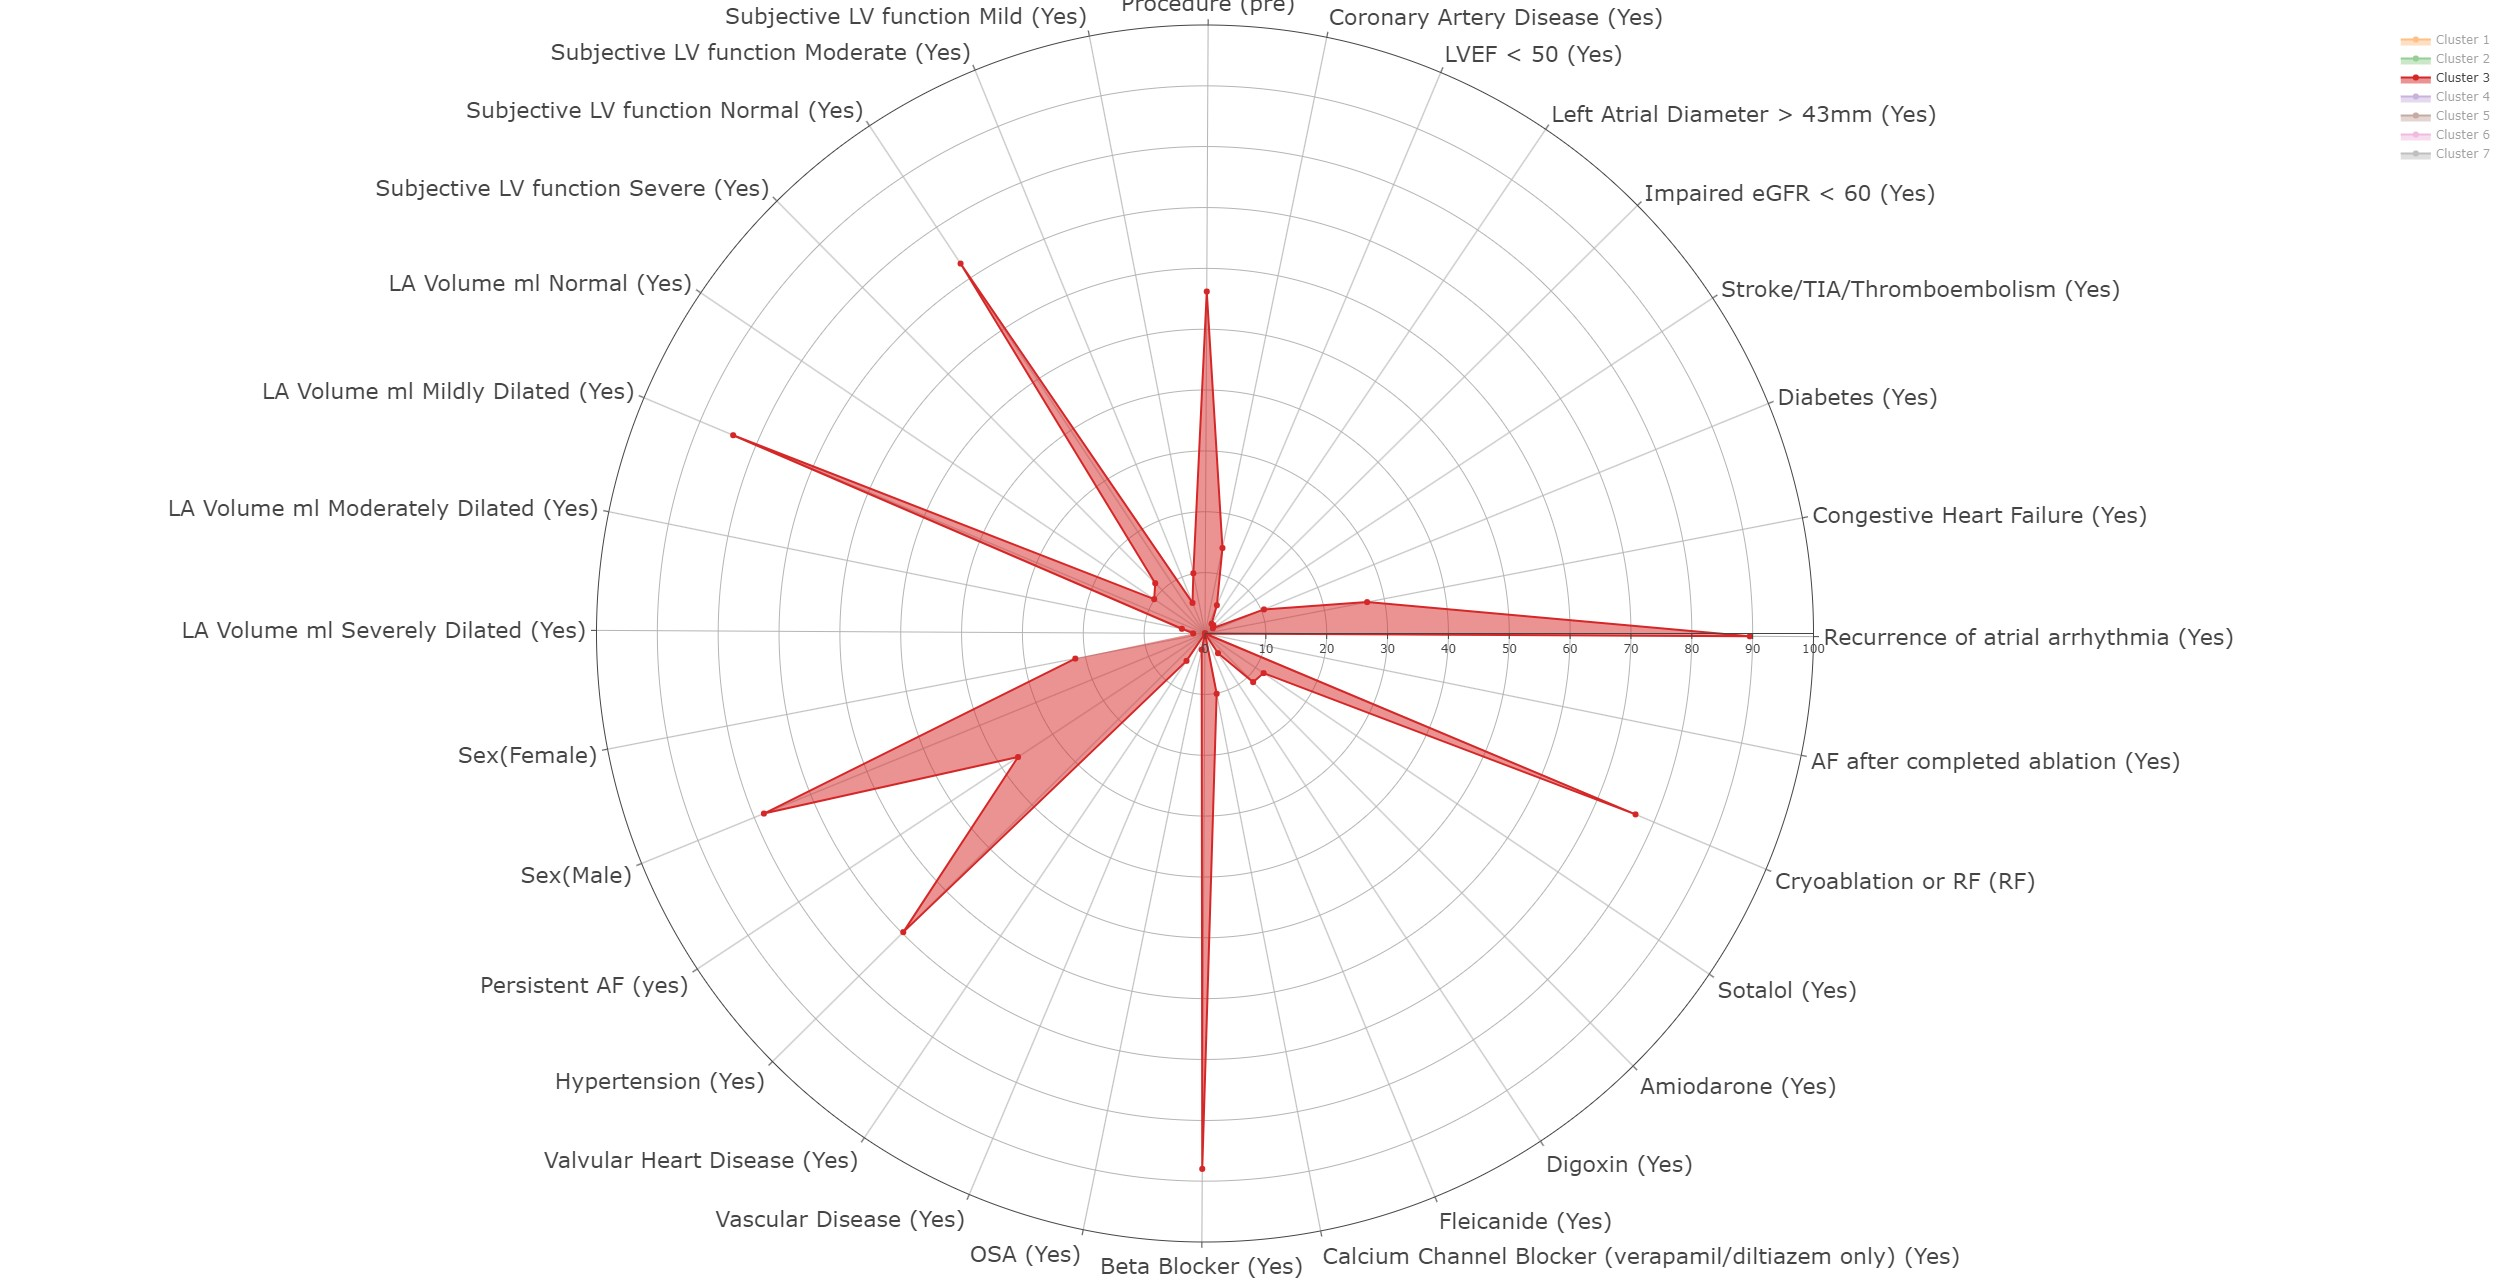 Procedure (pre)
Subjective LV function Mild (Yes)
Coronary Artery Disease (Yes)
Subjective LV function Moderate (Yes)
LVEF < 50 (Yes)
Subjective LV function Normal (Yes)
Left Atrial Diameter > 43mm (Yes)
Subjective LV function Severe (Yes)
Impaired eGFR < 60 (Yes)
LA Volume ml Normal (Yes)
Stroke/TIA/Thromboembolism (Yes)
LA Volume ml Mildly Dilated (Yes)
Diabetes (Yes)
LA Volume ml Moderately Dilated (Yes)
Congestive Heart Failure (Yes)
LA Volume ml Severely Dilated (Yes)
Recurrence of atrial arrhythmia (Yes)
0 10 20 30 40 50 60 70 80 90 100
Sex(Female)
AF after completed ablation (Yes)
Sex(Male)
Cryoablation or RF (RF)
Persistent AF (yes)
Sotalol (Yes)
Hypertension (Yes)
Amiodarone (Yes)
Valvular Heart Disease (Yes)
Digoxin (Yes)
Vascular Disease (Yes)
Fleicanide (Yes)
OSA (Yes)
Calcium Channel Blocker (verapamil/diltiazem only) (Yes)
Beta Blocker (Yes)
Cluster 1
Cluster 2
Cluster 3
Cluster 4
Cluster 5
Cluster 6
Cluster 7